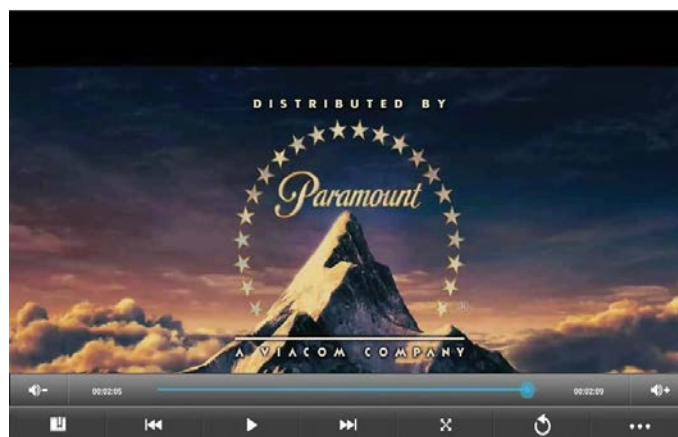 DISTRIBUTED BY
Paramount
®
A VIACOM COMPANY
00:02:05
00:02:09